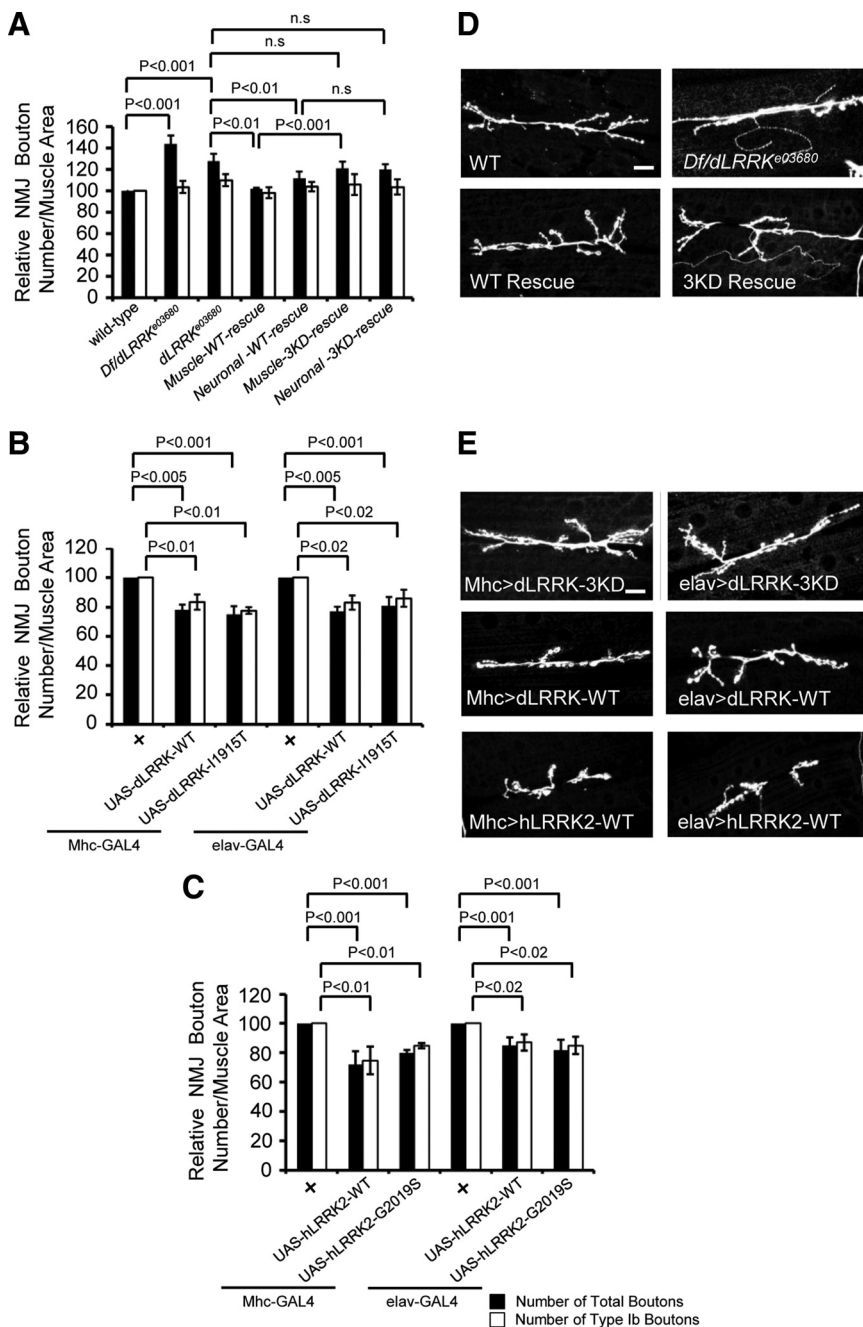 A
n.s
n.s
P<0.001
P<0.01
n.s
P<0.001
P<0.01
P<0.001
Relative NMJ Bouton
Number/Muscle Area
160
140
120
100
80
60
40
20
0
wild-type
Df/dLRRKe03680
dLRRKe03680
Muscle-WT-rescue
Neuronal -WT-rescue
Muscle-3KD-rescue
Neuronal -3KD-rescue
D
WT
Df/dLRRKe03680
WT Rescue
3KD Rescue
B
P<0.001
P<0.001
P<0.005
P<0.005
P<0.01
P<0.02
P<0.01
P<0.02
Relative NMJ Bouton
Number/Muscle Area
120
100
80
60
40
20
0
+
UAS-dLRRK-WT
UAS-dLRRK-I1915T
+
UAS-dLRRK-WT
UAS-dLRRK-I1915T
Mhc-GAL4
elav-GAL4
E
Mhc>dLRRK-3KD
elav>dLRRK-3KD
Mhc>dLRRK-WT
elav>dLRRK-WT
Mhc>hLRRK2-WT
elav>hLRRK2-WT
C
P<0.001
P<0.001
P<0.001
P<0.001
P<0.01
P<0.02
P<0.01
P<0.02
Relative NMJ Bouton
Number/Muscle Area
120
100
80
60
40
20
0
+
UAS-hLRRK2-WT
UAS-hLRRK2-G2019S
+
UAS-hLRRK2-WT
UAS-hLRRK2-G2019S
Mhc-GAL4
elav-GAL4
Number of Total Boutons
Number of Type Ib Boutons